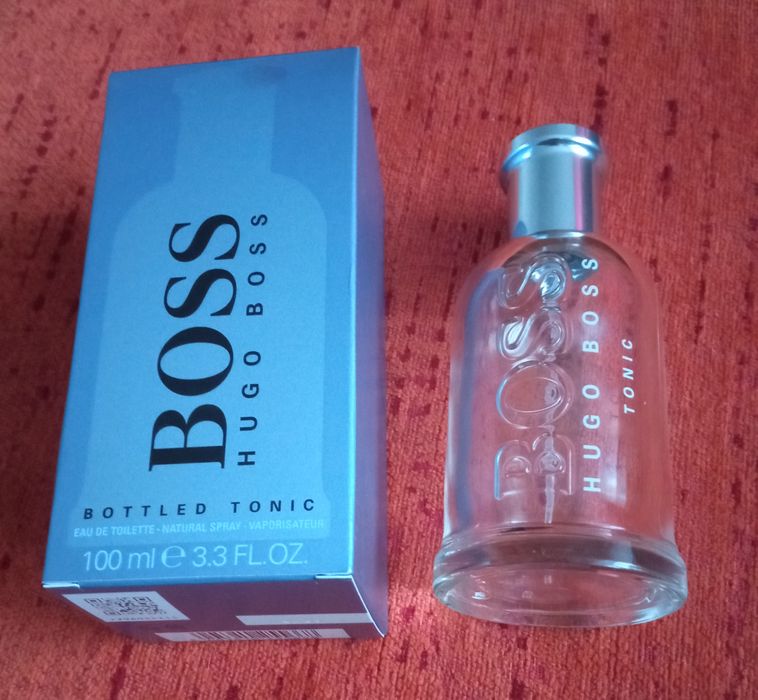 BOSS
HUGO BOSS
BOTTLED TONIC
EAU DE TOILETTE - NATURAL SPRAY - VAPORISATEUR
100 ml e 3.3 FL.OZ.
BOSS
HUGO BOSS
TONIC